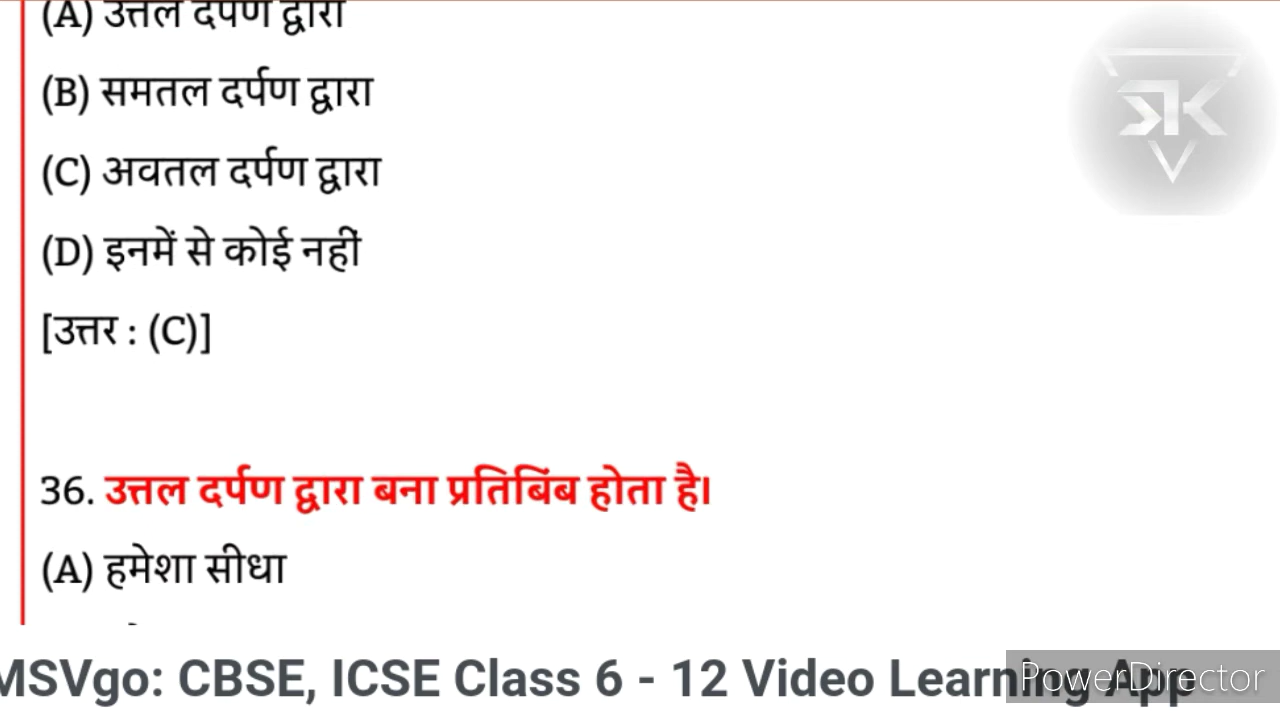 (A) उत्तल दर्पण द्वारा
(B) समतल दर्पण द्वारा
(C) अवतल दर्पण द्वारा
(D) इनमें से कोई नहीं
[उत्तर : (C)]
36. उत्तल दर्पण द्वारा बना प्रतिबिंब होता है।
(A) हमेशा सीधा
MSVgo: CBSE, ICSE Class 6 - 12 Video Learning App
PowerDirector